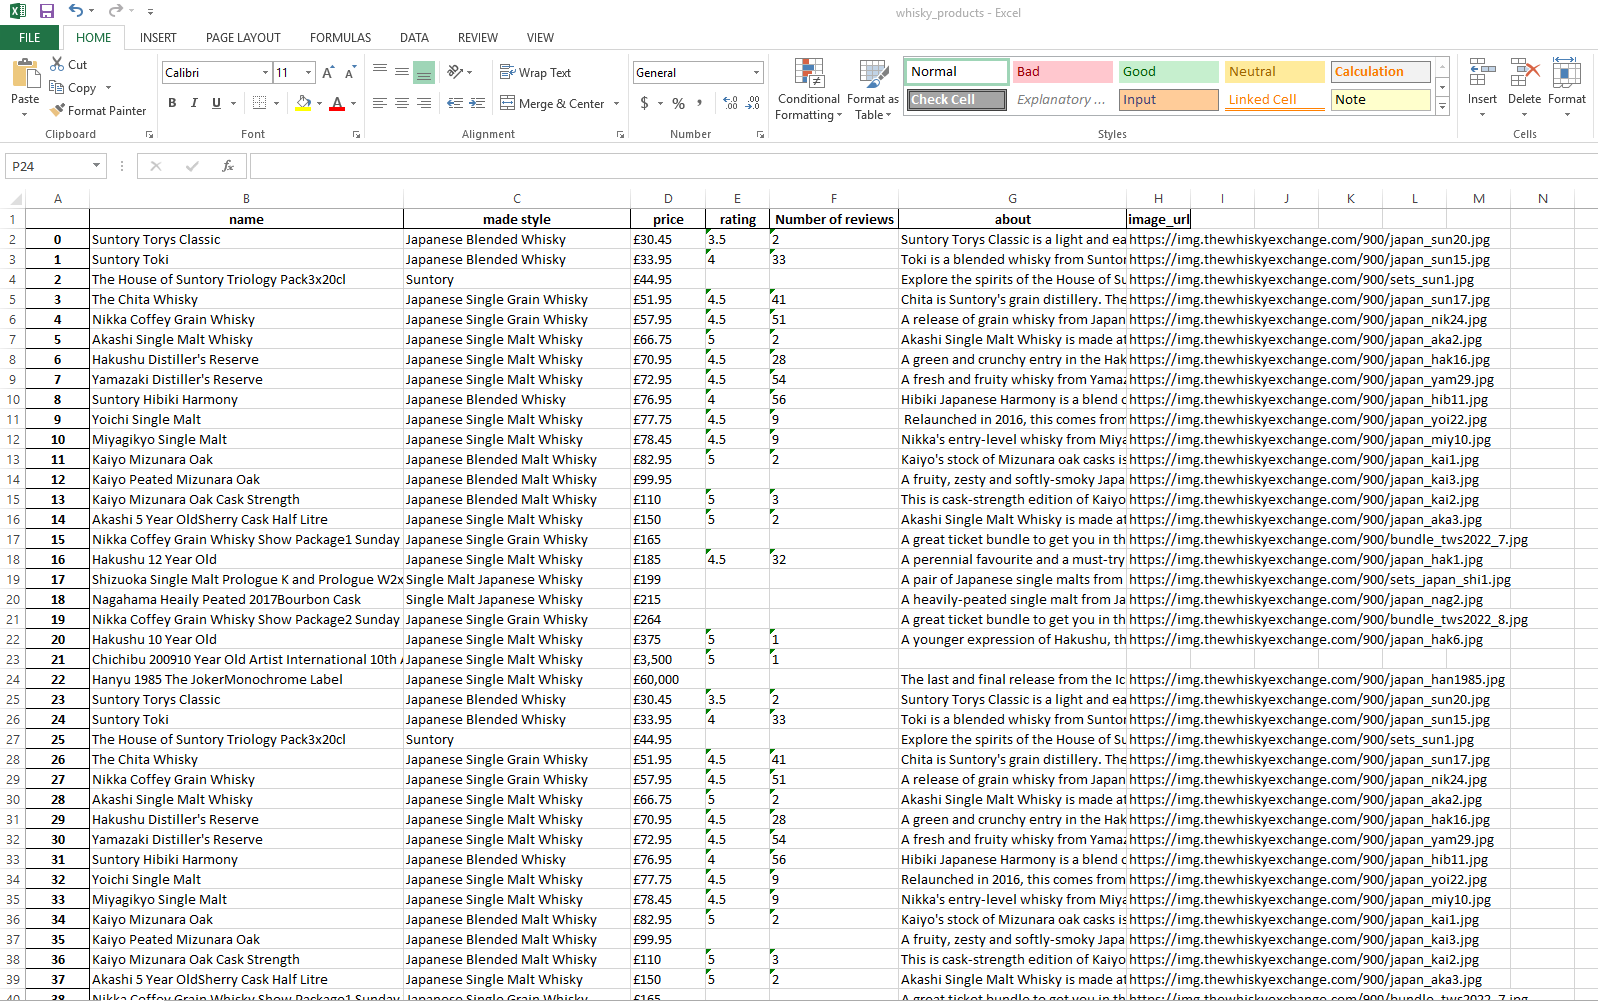 whisky_products - Excel
FILE HOME INSERT PAGE LAYOUT FORMULAS DATA REVIEW VIEW
Paste Cut Copy Format Painter Clipboard
Calibri 11 A A B I U A Font
Wrap Text Merge & Center Alignment
General $ % , Number
Conditional Formatting Format as Table
Normal Bad Good Neutral Calculation
Check Cell Explanatory ... Input Linked Cell Note
Styles
Insert Delete Format Cells
P24 fx
A B C D E F G H I J K L M N
1 name made style price rating Number of reviews about image_url
2 0 Suntory Torys Classic Japanese Blended Whisky £30.45 3.5 2 Suntory Torys Classic is a light and ea https://img.thewhiskyexchange.com/900/japan_sun20.jpg
3 1 Suntory Toki Japanese Blended Whisky £33.95 4 33 Toki is a blended whisky from Suntor https://img.thewhiskyexchange.com/900/japan_sun15.jpg
4 2 The House of Suntory Triology Pack3x20cl Suntory £44.95 Explore the spirits of the House of Su https://img.thewhiskyexchange.com/900/sets_sun1.jpg
5 3 The Chita Whisky Japanese Single Grain Whisky £51.95 4.5 41 Chita is Suntory's grain distillery. The https://img.thewhiskyexchange.com/900/japan_sun17.jpg
6 4 Nikka Coffey Grain Whisky Japanese Single Grain Whisky £57.95 4.5 51 A release of grain whisky from Japan https://img.thewhiskyexchange.com/900/japan_nik24.jpg
7 5 Akashi Single Malt Whisky Japanese Single Malt Whisky £66.75 5 2 Akashi Single Malt Whisky is made at https://img.thewhiskyexchange.com/900/japan_aka2.jpg
8 6 Hakushu Distiller's Reserve Japanese Single Malt Whisky £70.95 4.5 28 A green and crunchy entry in the Hak https://img.thewhiskyexchange.com/900/japan_hak16.jpg
9 7 Yamazaki Distiller's Reserve Japanese Single Malt Whisky £72.95 4.5 54 A fresh and fruity whisky from Yamaz https://img.thewhiskyexchange.com/900/japan_yam29.jpg
10 8 Suntory Hibiki Harmony Japanese Blended Whisky £76.95 4 56 Hibiki Japanese Harmony is a blend o https://img.thewhiskyexchange.com/900/japan_hib11.jpg
11 9 Yoichi Single Malt Japanese Single Malt Whisky £77.75 4.5 9 Relaunched in 2016, this comes from https://img.thewhiskyexchange.com/900/japan_yoi22.jpg
12 10 Miyagikyo Single Malt Japanese Single Malt Whisky £78.45 4.5 9 Nikka's entry-level whisky from Miya https://img.thewhiskyexchange.com/900/japan_miy10.jpg
13 11 Kaiyo Mizunara Oak Japanese Blended Malt Whisky £82.95 5 2 Kaiyo's stock of Mizunara oak casks is https://img.thewhiskyexchange.com/900/japan_kai1.jpg
14 12 Kaiyo Peated Mizunara Oak Japanese Blended Malt Whisky £99.95 A fruity, zesty and softly-smoky Japa https://img.thewhiskyexchange.com/900/japan_kai3.jpg
15 13 Kaiyo Mizunara Oak Cask Strength Japanese Blended Malt Whisky £110 5 3 This is cask-strength edition of Kaiyo https://img.thewhiskyexchange.com/900/japan_kai2.jpg
16 14 Akashi 5 Year OldSherry Cask Half Litre Japanese Single Malt Whisky £150 5 2 Akashi Single Malt Whisky is made at https://img.thewhiskyexchange.com/900/japan_aka3.jpg
17 15 Nikka Coffey Grain Whisky Show Package1 Sunday Japanese Single Grain Whisky £165 A great ticket bundle to get you in th https://img.thewhiskyexchange.com/900/bundle_tws2022_7.jpg
18 16 Hakushu 12 Year Old Japanese Single Malt Whisky £185 4.5 32 A perennial favourite and a must-try https://img.thewhiskyexchange.com/900/japan_hak1.jpg
19 17 Shizuoka Single Malt Prologue K and Prologue W2x Single Malt Japanese Whisky £199 A pair of Japanese single malts from https://img.thewhiskyexchange.com/900/sets_japan_shi1.jpg
20 18 Nagahama Heaily Peated 2017Bourbon Cask Single Malt Japanese Whisky £215 A heavily-peated single malt from Ja https://img.thewhiskyexchange.com/900/japan_nag2.jpg
21 19 Nikka Coffey Grain Whisky Show Package2 Sunday Japanese Single Grain Whisky £264 A great ticket bundle to get you in th https://img.thewhiskyexchange.com/900/bundle_tws2022_8.jpg
22 20 Hakushu 10 Year Old Japanese Single Malt Whisky £375 5 1 A younger expression of Hakushu, th https://img.thewhiskyexchange.com/900/japan_hak6.jpg
23 21 Chichibu 200910 Year Old Artist International 10th A Japanese Single Malt Whisky £3,500 5 1
24 22 Hanyu 1985 The JokerMonochrome Label Japanese Single Malt Whisky £60,000 The last and final release from the Ic https://img.thewhiskyexchange.com/900/japan_han1985.jpg
25 23 Suntory Torys Classic Japanese Blended Whisky £30.45 3.5 2 Suntory Torys Classic is a light and ea https://img.thewhiskyexchange.com/900/japan_sun20.jpg
26 24 Suntory Toki Japanese Blended Whisky £33.95 4 33 Toki is a blended whisky from Suntor https://img.thewhiskyexchange.com/900/japan_sun15.jpg
27 25 The House of Suntory Triology Pack3x20cl Suntory £44.95 Explore the spirits of the House of Su https://img.thewhiskyexchange.com/900/sets_sun1.jpg
28 26 The Chita Whisky Japanese Single Grain Whisky £51.95 4.5 41 Chita is Suntory's grain distillery. The https://img.thewhiskyexchange.com/900/japan_sun17.jpg
29 27 Nikka Coffey Grain Whisky Japanese Single Grain Whisky £57.95 4.5 51 A release of grain whisky from Japan https://img.thewhiskyexchange.com/900/japan_nik24.jpg
30 28 Akashi Single Malt Whisky Japanese Single Malt Whisky £66.75 5 2 Akashi Single Malt Whisky is made at https://img.thewhiskyexchange.com/900/japan_aka2.jpg
31 29 Hakushu Distiller's Reserve Japanese Single Malt Whisky £70.95 4.5 28 A green and crunchy entry in the Hak https://img.thewhiskyexchange.com/900/japan_hak16.jpg
32 30 Yamazaki Distiller's Reserve Japanese Single Malt Whisky £72.95 4.5 54 A fresh and fruity whisky from Yamaz https://img.thewhiskyexchange.com/900/japan_yam29.jpg
33 31 Suntory Hibiki Harmony Japanese Blended Whisky £76.95 4 56 Hibiki Japanese Harmony is a blend o https://img.thewhiskyexchange.com/900/japan_hib11.jpg
34 32 Yoichi Single Malt Japanese Single Malt Whisky £77.75 4.5 9 Relaunched in 2016, this comes from https://img.thewhiskyexchange.com/900/japan_yoi22.jpg
35 33 Miyagikyo Single Malt Japanese Single Malt Whisky £78.45 4.5 9 Nikka's entry-level whisky from Miya https://img.thewhiskyexchange.com/900/japan_miy10.jpg
36 34 Kaiyo Mizunara Oak Japanese Blended Malt Whisky £82.95 5 2 Kaiyo's stock of Mizunara oak casks is https://img.thewhiskyexchange.com/900/japan_kai1.jpg
37 35 Kaiyo Peated Mizunara Oak Japanese Blended Malt Whisky £99.95 A fruity, zesty and softly-smoky Japa https://img.thewhiskyexchange.com/900/japan_kai3.jpg
38 36 Kaiyo Mizunara Oak Cask Strength Japanese Blended Malt Whisky £110 5 3 This is cask-strength edition of Kaiyo https://img.thewhiskyexchange.com/900/japan_kai2.jpg
39 37 Akashi 5 Year OldSherry Cask Half Litre Japanese Single Malt Whisky £150 5 2 Akashi Single Malt Whisky is made at https://img.thewhiskyexchange.com/900/japan_aka3.jpg
40 38 Nikka Coffey Grain Whisky Show Package1 Sunday Japanese Single Grain Whisky £165 A great ticket bundle to get you in th https://img.thewhiskyexchange.com/900/bundle_tws2022_7.jpg